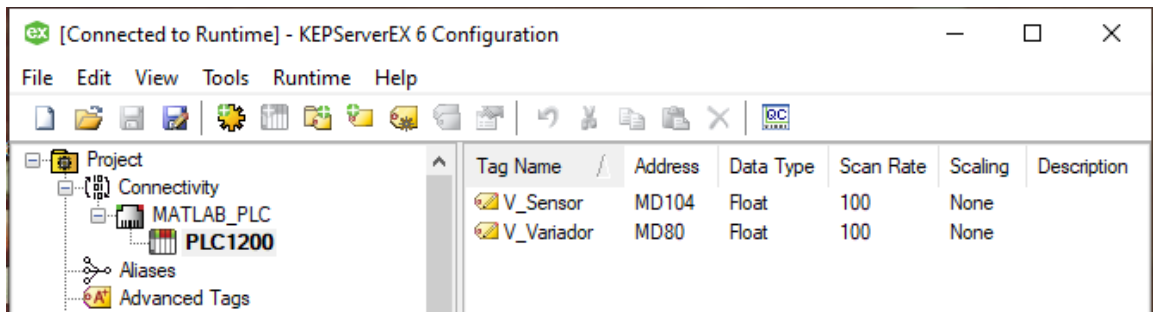 ex [Connected to Runtime] - KEPServerEX 6 Configuration
File Edit View Tools Runtime Help
QC
Project
Connectivity
MATLAB_PLC
PLC1200
Aliases
A+ Advanced Tags
Tag Name Address Data Type Scan Rate Scaling Description
V_Sensor MD104 Float 100 None
V_Variador MD80 Float 100 None